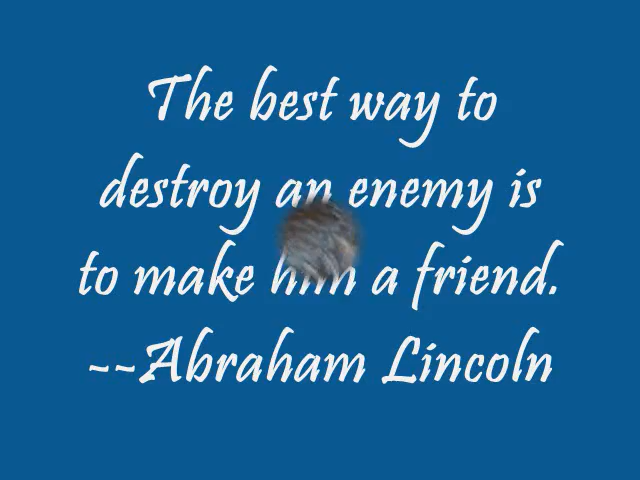 The best way to
destroy an enemy is
to make him a friend.
--Abraham Lincoln